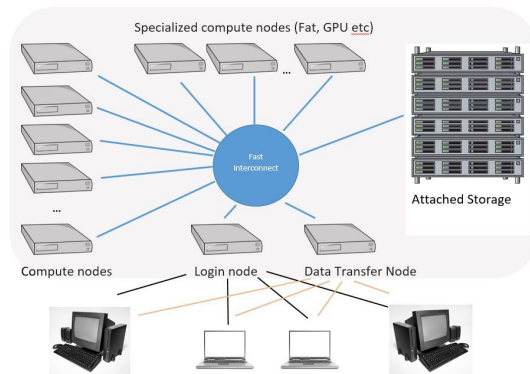 Specialized compute nodes (Fat, GPU etc)
...
Fast
Interconnect
Attached Storage
...
Compute nodes
Login node
Data Transfer Node